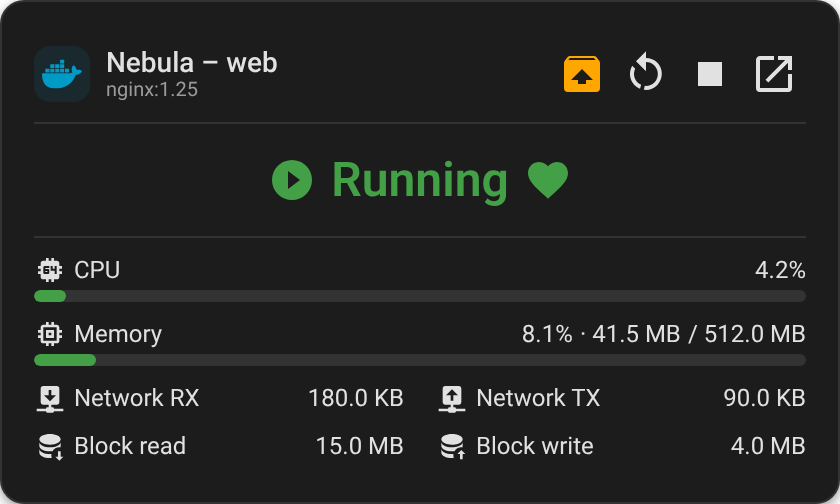 Nebula – web
nginx:1.25
Running
64
CPU 4.2%
Memory 8.1% · 41.5 MB / 512.0 MB
Network RX 180.0 KB Network TX 90.0 KB
Block read 15.0 MB Block write 4.0 MB